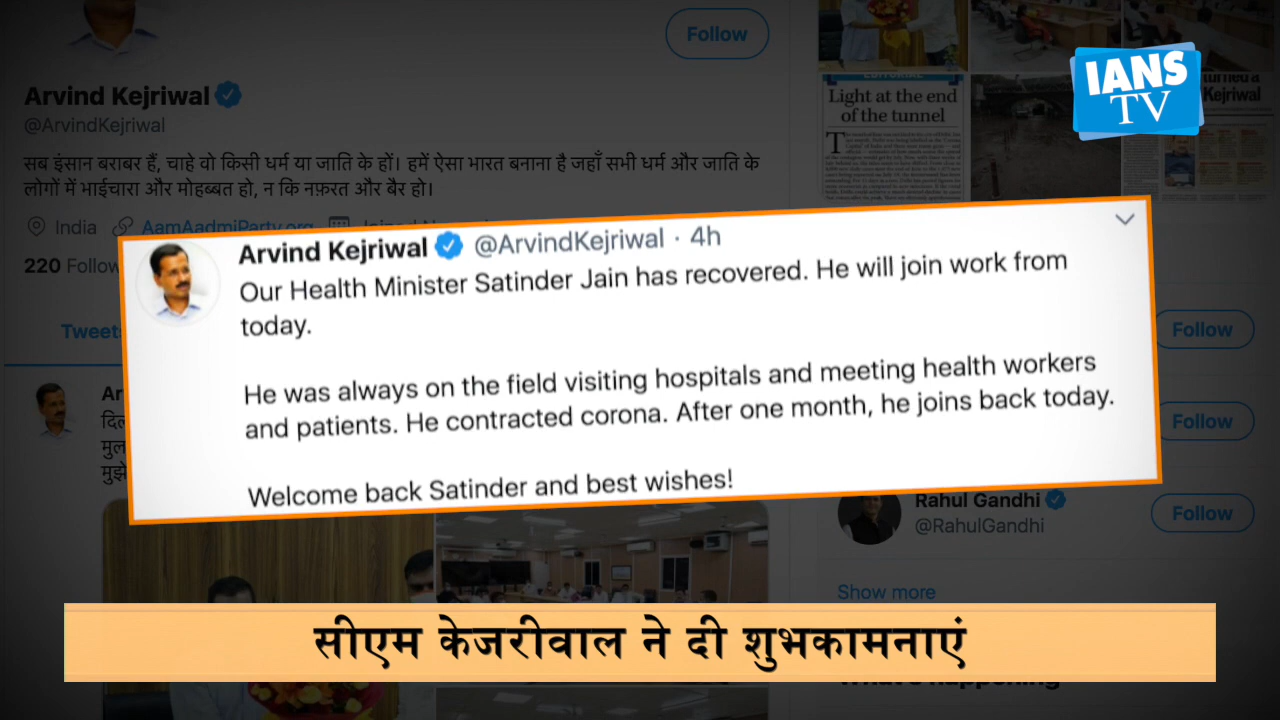 Follow
Arvind Kejriwal
@ArvindKejriwal
सब इंसान बराबर हैं, चाहे वो किसी धर्म या जाति के हों। हमें ऐसा भारत बनाना है जहाँ सभी धर्म और जाति के
लोगों में भाईचारा और मोहब्बत हो, न कि नफ़रत और बैर हो।
India AamAadmiParty.org
220
Tweets
EDITORIAL
Light at the end
of the tunnel
Kejriwal
IANS
TV
Arvind Kejriwal @ArvindKejriwal · 4h
Our Health Minister Satinder Jain has recovered. He will join work from
today.
He was always on the field visiting hospitals and meeting health workers
and patients. He contracted corona. After one month, he joins back today.
Welcome back Satinder and best wishes!
Follow
Follow
Rahul Gandhi
@RahulGandhi
Follow
Show more
सीएम केजरीवाल ने दी शुभकामनाएं